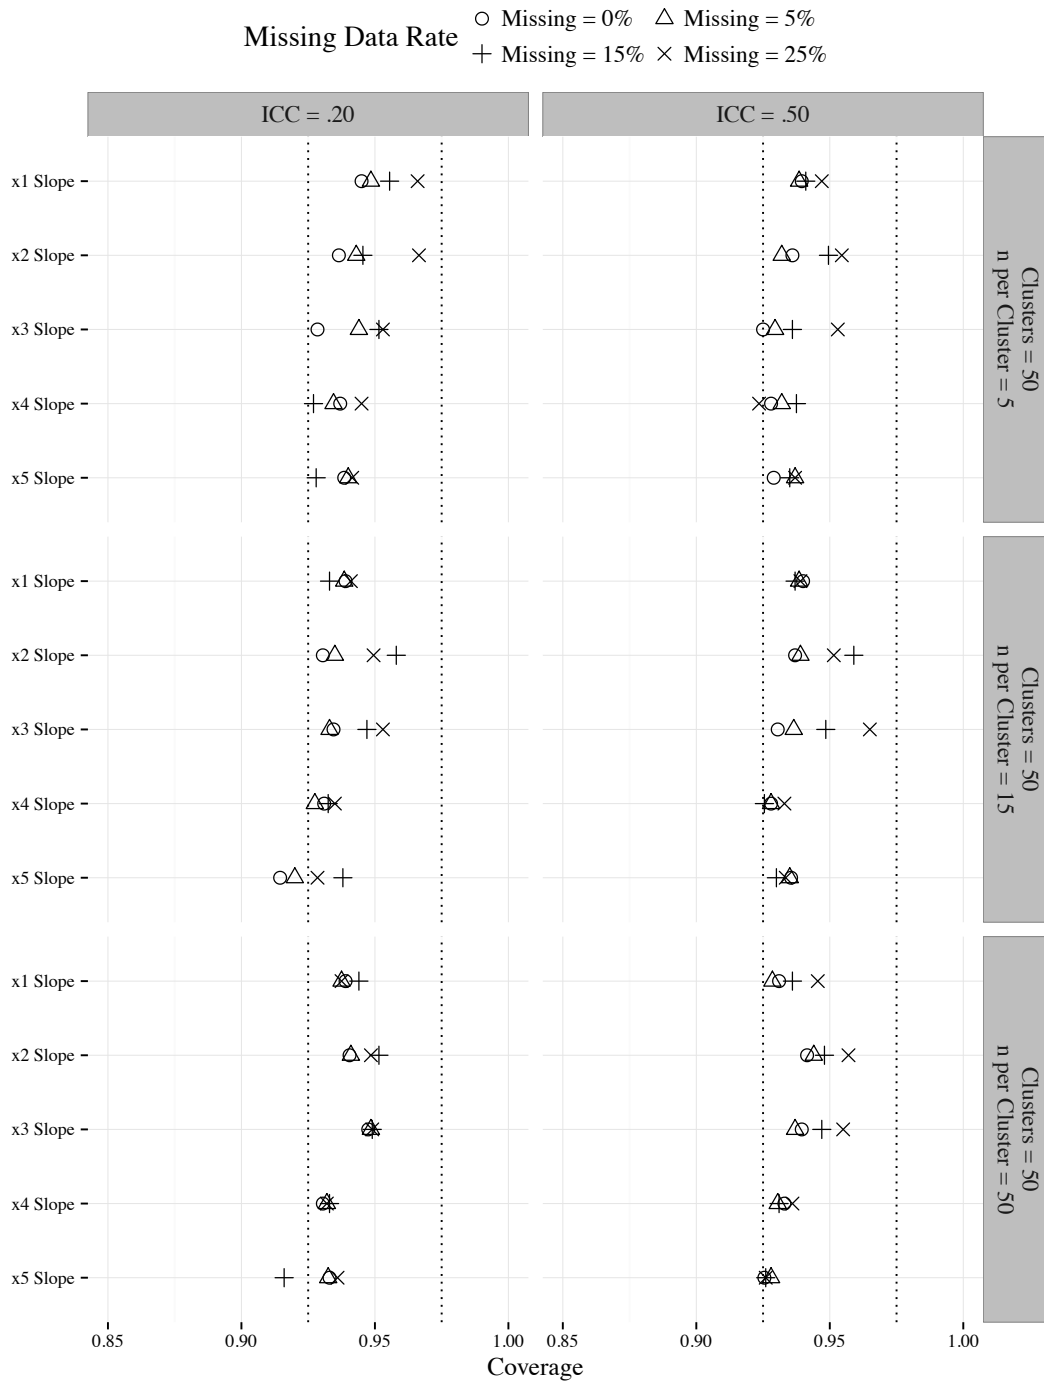 Missing Data Rate
Missing = 0%
Missing = 5%
Missing = 15%
Missing = 25%
ICC = .20
ICC = .50
x1 Slope
x2 Slope
x3 Slope
x4 Slope
x5 Slope
Clusters = 50
n per Cluster = 5
x1 Slope
x2 Slope
x3 Slope
x4 Slope
x5 Slope
Clusters = 50
n per Cluster = 15
x1 Slope
x2 Slope
x3 Slope
x4 Slope
x5 Slope
Clusters = 50
n per Cluster = 50
0.85 0.90 0.95 1.00
0.85 0.90 0.95 1.00
Coverage